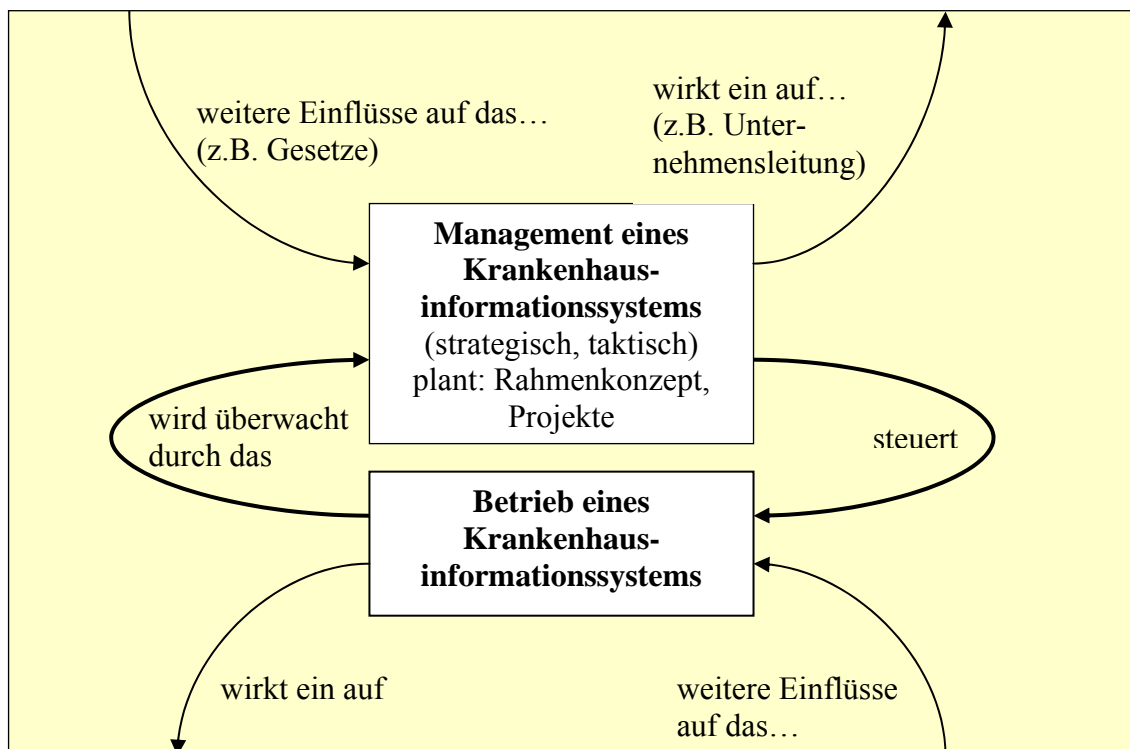 weitere Einflüsse auf das…
(z.B. Gesetze)
wirkt ein auf…
(z.B. Unter-
nehmensleitung)
Management eines
Krankenhaus-
informationssystems
(strategisch, taktisch)
plant: Rahmenkonzept,
Projekte
wird überwacht
durch das
steuert
Betrieb eines
Krankenhaus-
informationssystems
wirkt ein auf
weitere Einflüsse
auf das…